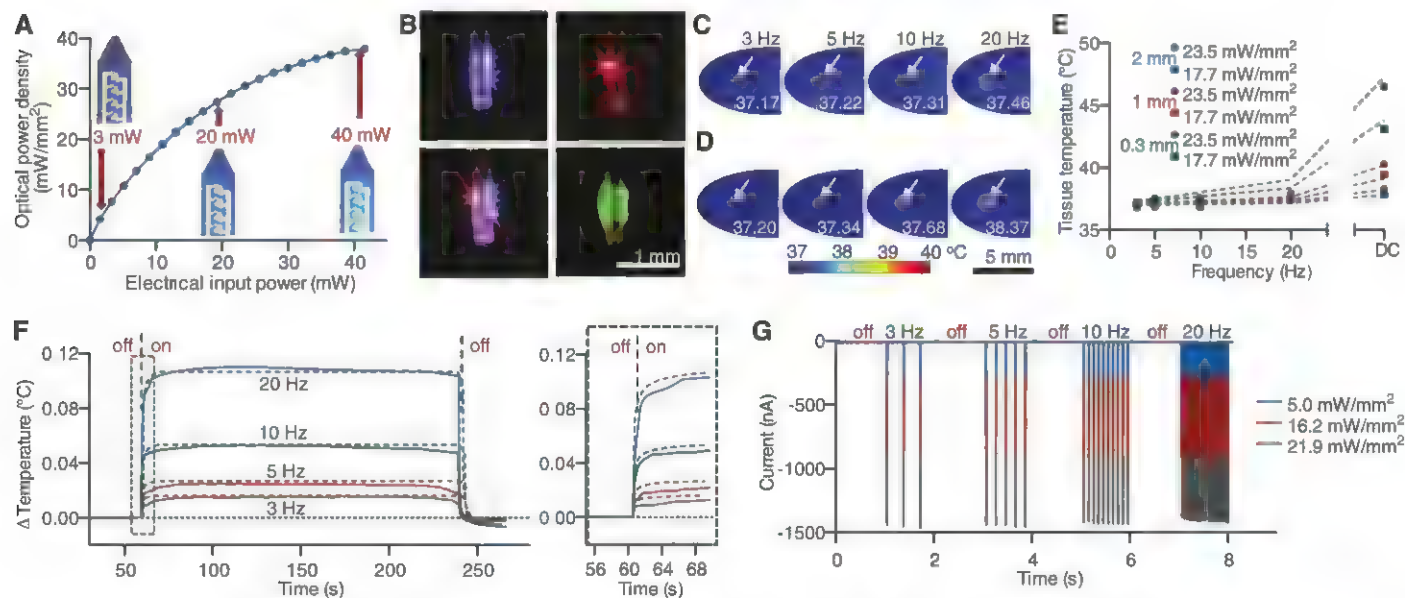 A
Optical power density
(mW/mm²)
40
30
20
10
0
3 mW
20 mW
40 mW
0
10
20
30
40
Electrical input power (mW)
B
1 mm
C
3 Hz
5 Hz
10 Hz
20 Hz
37.17
37.22
37.31
37.46
D
37.20
37.34
37.68
38.37
37
38
39
40
ºC
5 mm
E
Tissue temperature (°C)
50
45
40
35
2 mm
23.5 mW/mm²
17.7 mW/mm²
1 mm
23.5 mW/mm²
17.7 mW/mm²
0.3 mm
23.5 mW/mm²
17.7 mW/mm²
0
5
10
15
20
DC
Frequency (Hz)
F
Δ Temperature (°C)
0.12
0.08
0.04
0.00
off
on
off
20 Hz
10 Hz
5 Hz
3 Hz
50
100
150
200
250
Time (s)
0.12
0.08
0.04
0 00
off
on
56
60
64
68
Time (s)
G
Current (nA)
0
-500
-1000
-1500
off
3 Hz
off
5 Hz
off
10 Hz
off
20 Hz
5.0 mW/mm²
16.2 mW/mm²
21.9 mW/mm²
0
2
4
6
8
Time (s)